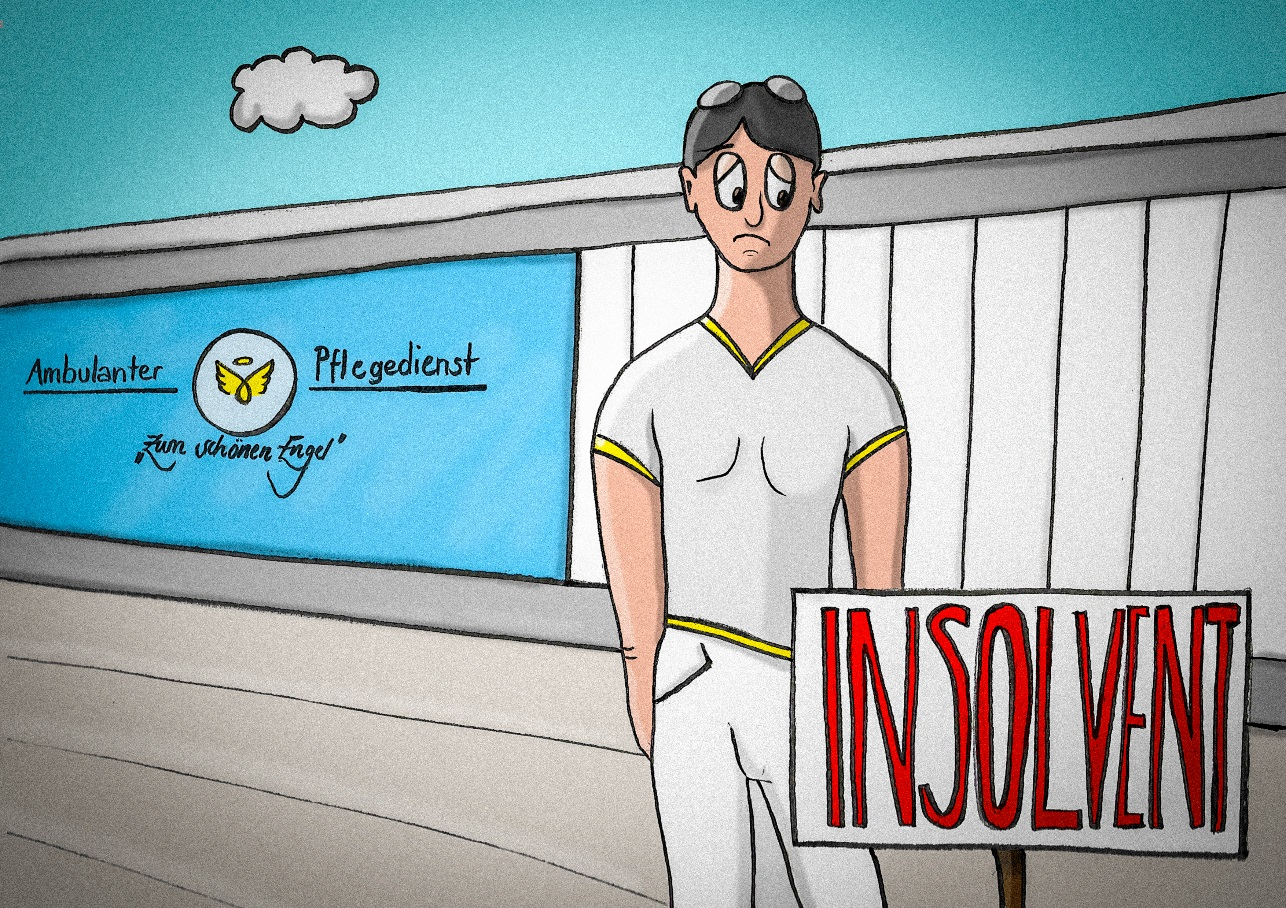 Ambulanter Pflegedienst
„Zum schönen Engel"
INSOLVENT